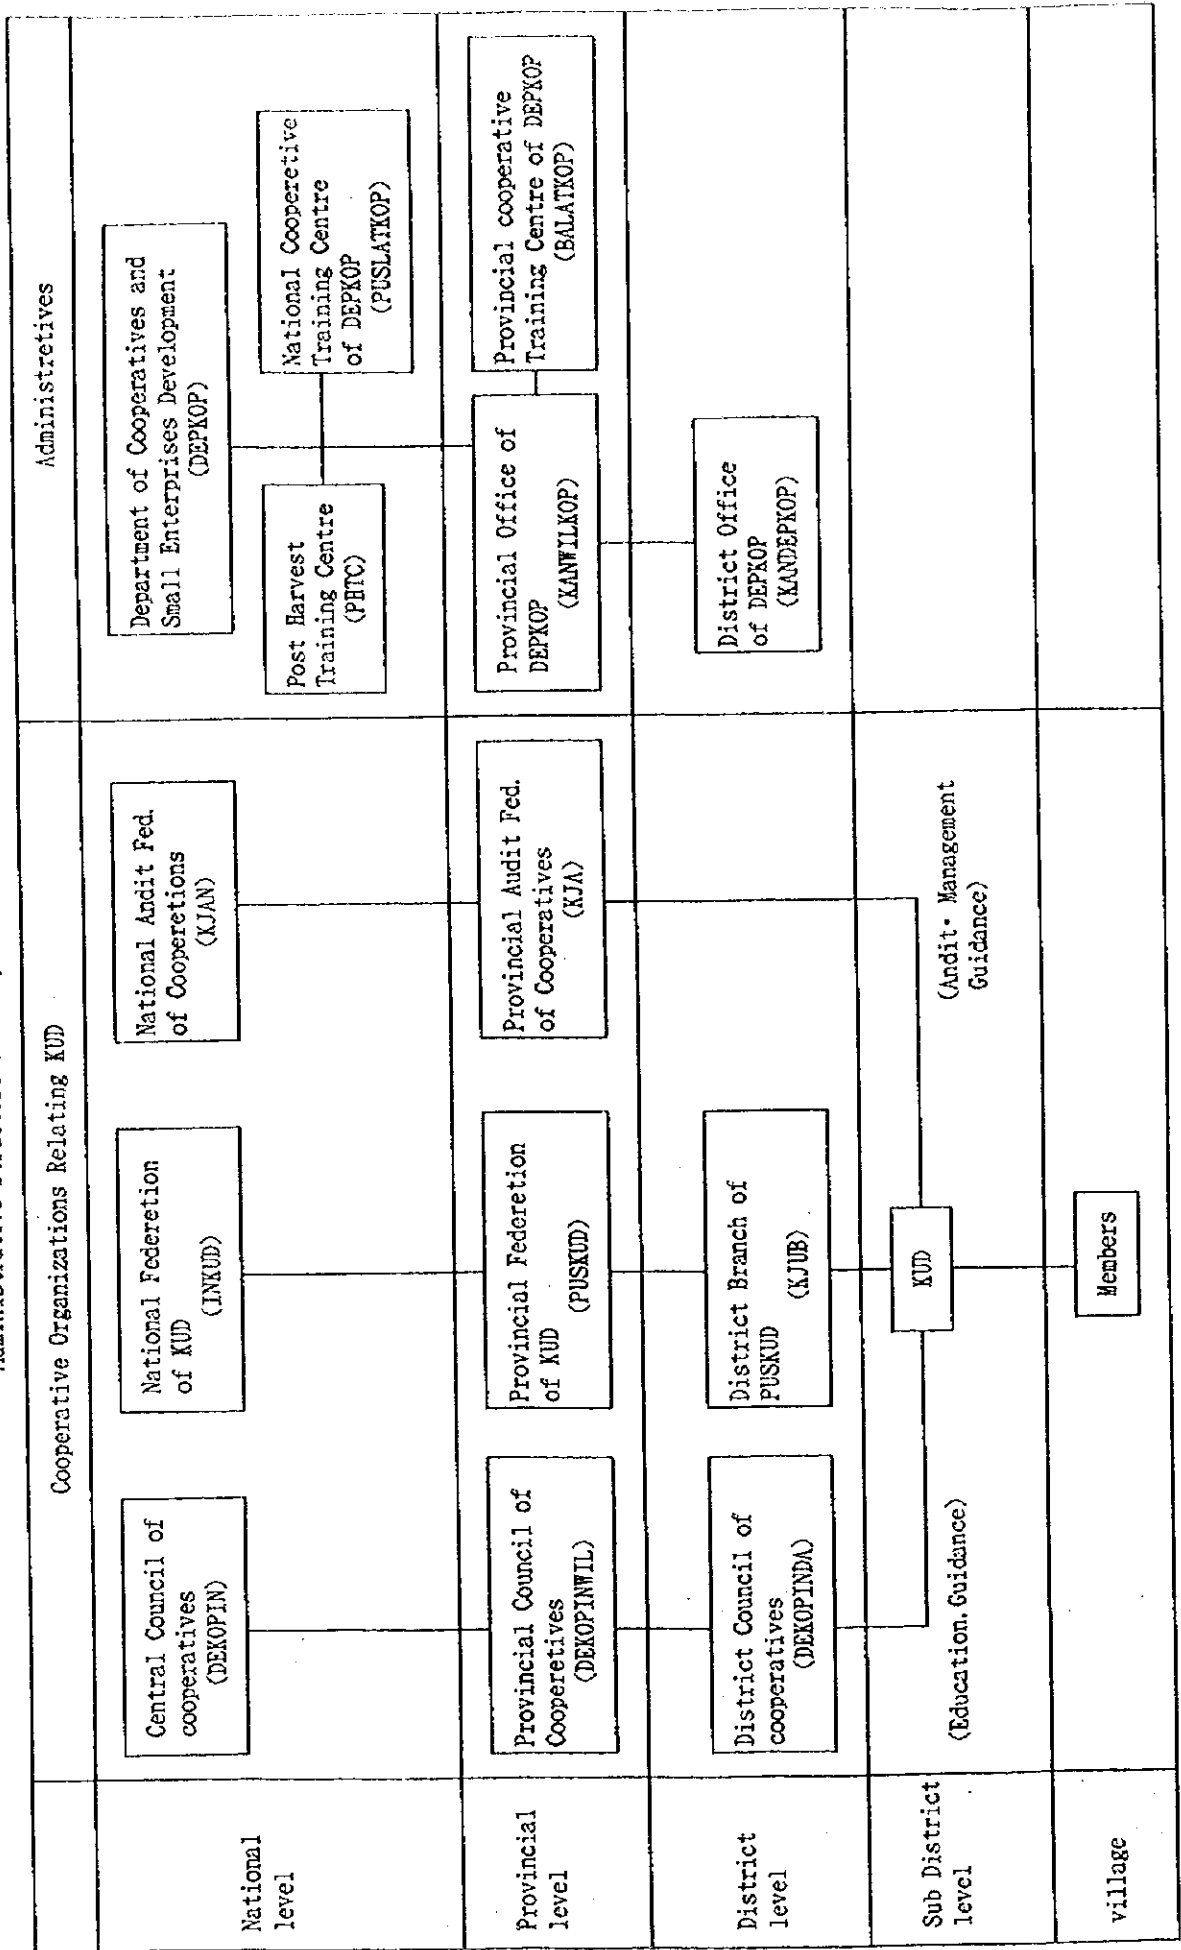 Cooperative Organizations Relating KUD
Administretives
National
level
Central Council of
cooperatives
(DEKOPIN)
National Federetion
of KUD
(INKUD)
National Andit Fed.
of Cooperetions
(KJAN)
Department of Cooperatives and
Small Enterprises Development
(DEPKOP)
Post Harvest
Training Centre
(PHTC)
National Cooperetive
Training Centre
of DEPKOP
(PUSLATKOP)
Provincial
level
Provincial Council of
Cooperetives
(DEKOPINWIL)
Provincial Federetion
of KUD
(PUSKUD)
Provincial Audit Fed.
of Cooperatives
(KJA)
Provincial Office of
DEPKOP
(KANWILKOP)
Provincial cooperative
Training Centre of DEPKOP
(BALATKOP)
District
level
District Council of
cooperatives
(DEKOPINDA)
District Branch of
PUSKUD
(KJUB)
District Office
of DEPKOP
(KANDEPKOP)
Sub District
level
(Education.Guidance)
KUD
(Andit· Management
Guidance)
village
Members